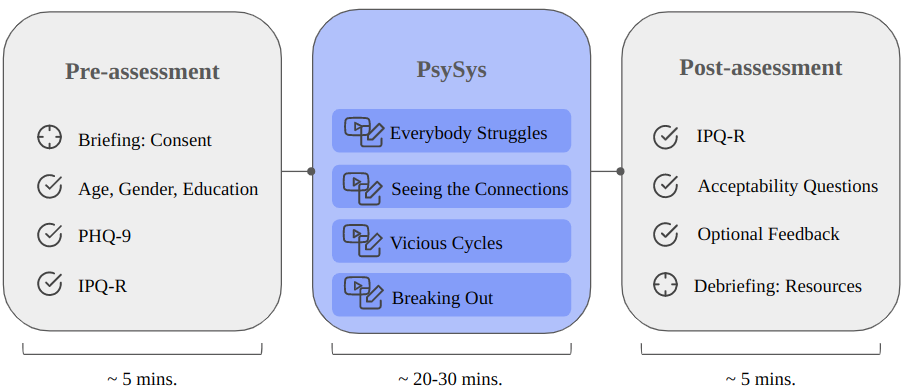 Pre-assessment
Briefing: Consent
Age, Gender, Education
PHQ-9
IPQ-R
~ 5 mins.
PsySys
Everybody Struggles
Seeing the Connections
Vicious Cycles
Breaking Out
~ 20-30 mins.
Post-assessment
IPQ-R
Acceptability Questions
Optional Feedback
Debriefing: Resources
~ 5 mins.